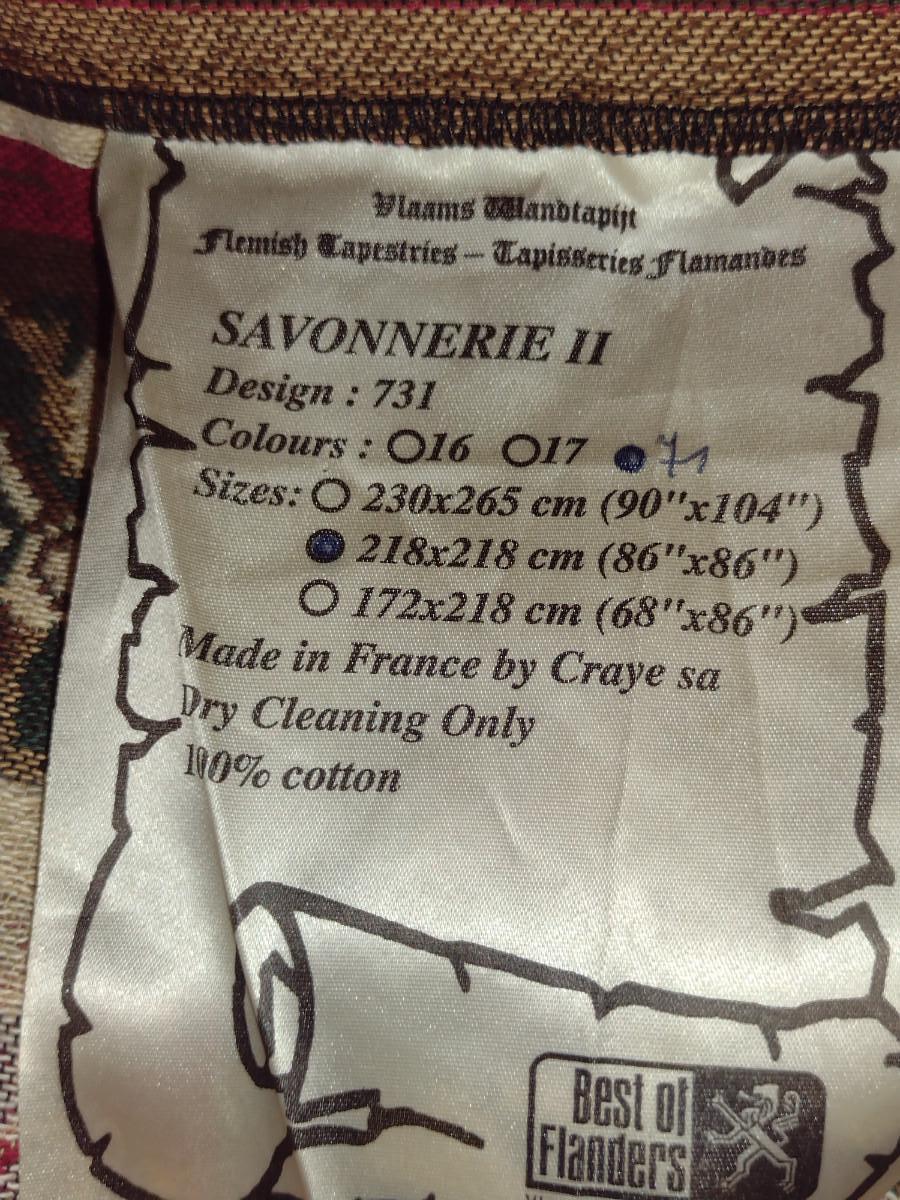 Vlaams Wandtapijt
Flemish Tapestries – Tapisseries Flamandes
SAVONNERIE II
Design : 731
Colours : O16 O17 ● 71
Sizes: O 230x265 cm (90"x104")
● 218x218 cm (86"x86")
O 172x218 cm (68"x86")
Made in France by Craye sa
Dry Cleaning Only
100% cotton
Best of
Flanders